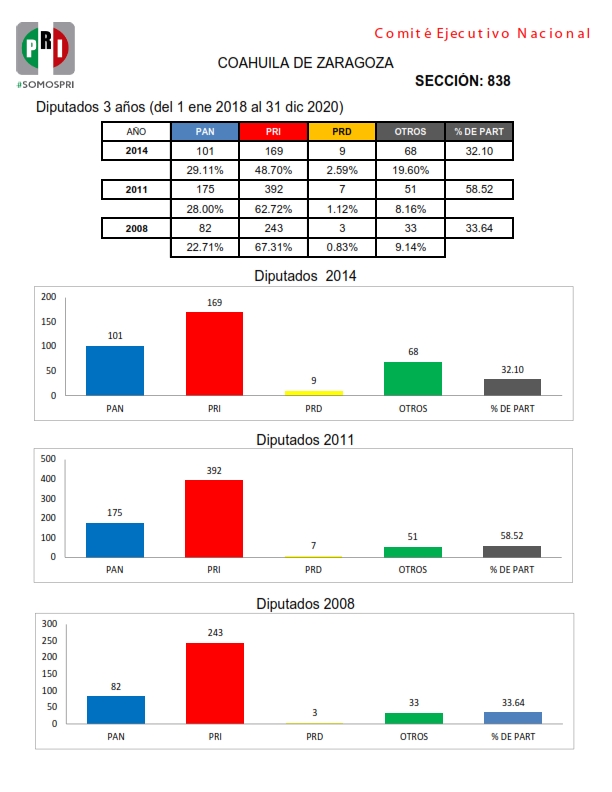 PRI
#SOMOSPRI
Comité Ejecutivo Nacional
COAHUILA DE ZARAGOZA
SECCIÓN: 838
Diputados 3 años (del 1 ene 2018 al 31 dic 2020)
AÑO PAN PRI PRD OTROS % DE PART
2014 101 169 9 68 32.10
29.11% 48.70% 2.59% 19.60%
2011 175 392 7 51 58.52
28.00% 62.72% 1.12% 8.16%
2008 82 243 3 33 33.64
22.71% 67.31% 0.83% 9.14%
Diputados 2014
200
150
100
50
0
101 169 9 68 32.10
PAN PRI PRD OTROS % DE PART
Diputados 2011
500
400
300
200
100
0
175 392 7 51 58.52
PAN PRI PRD OTROS % DE PART
Diputados 2008
300
250
200
150
100
50
0
82 243 3 33 33.64
PAN PRI PRD OTROS % DE PART